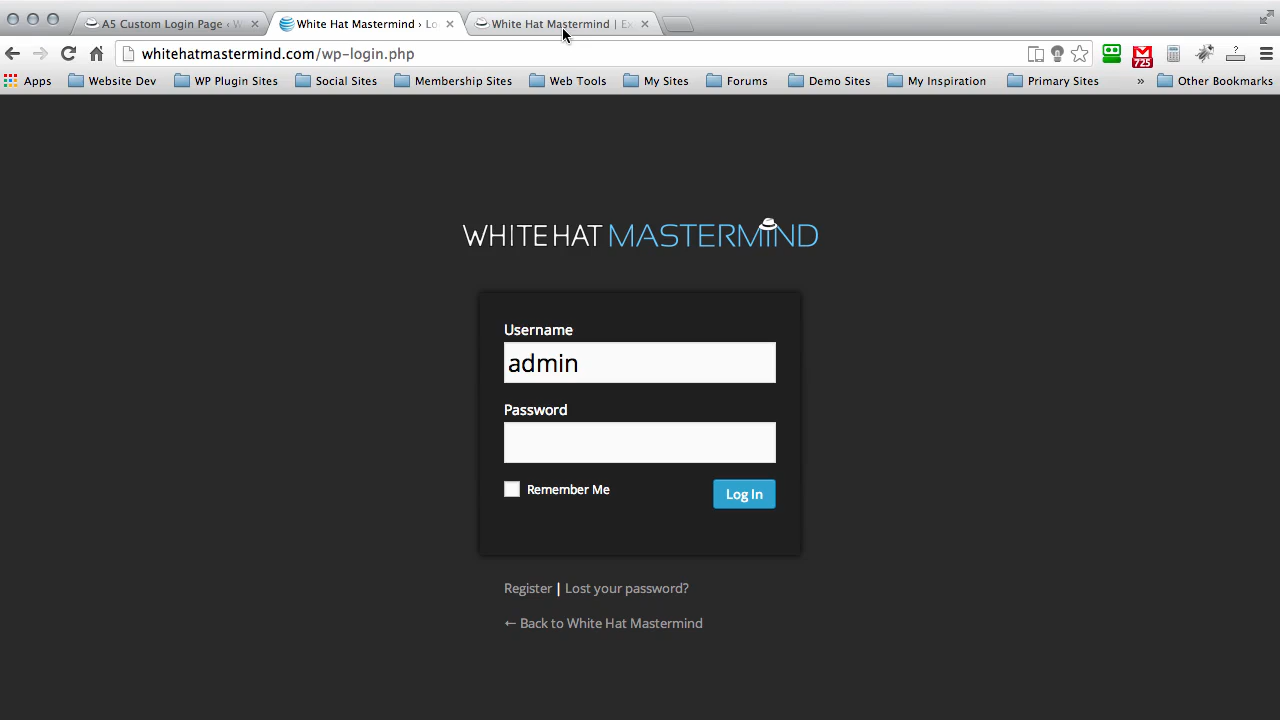 A5 Custom Login Page ‹ W
White Hat Mastermind › Lo
White Hat Mastermind | Ex
whitehatmastermind.com/wp-login.php
725
?
Apps
Website Dev
WP Plugin Sites
Social Sites
Membership Sites
Web Tools
My Sites
Forums
Demo Sites
My Inspiration
Primary Sites
»
Other Bookmarks
WHITE HAT MASTERMIND
Username
admin
Password
Remember Me
Log In
Register | Lost your password?
← Back to White Hat Mastermind